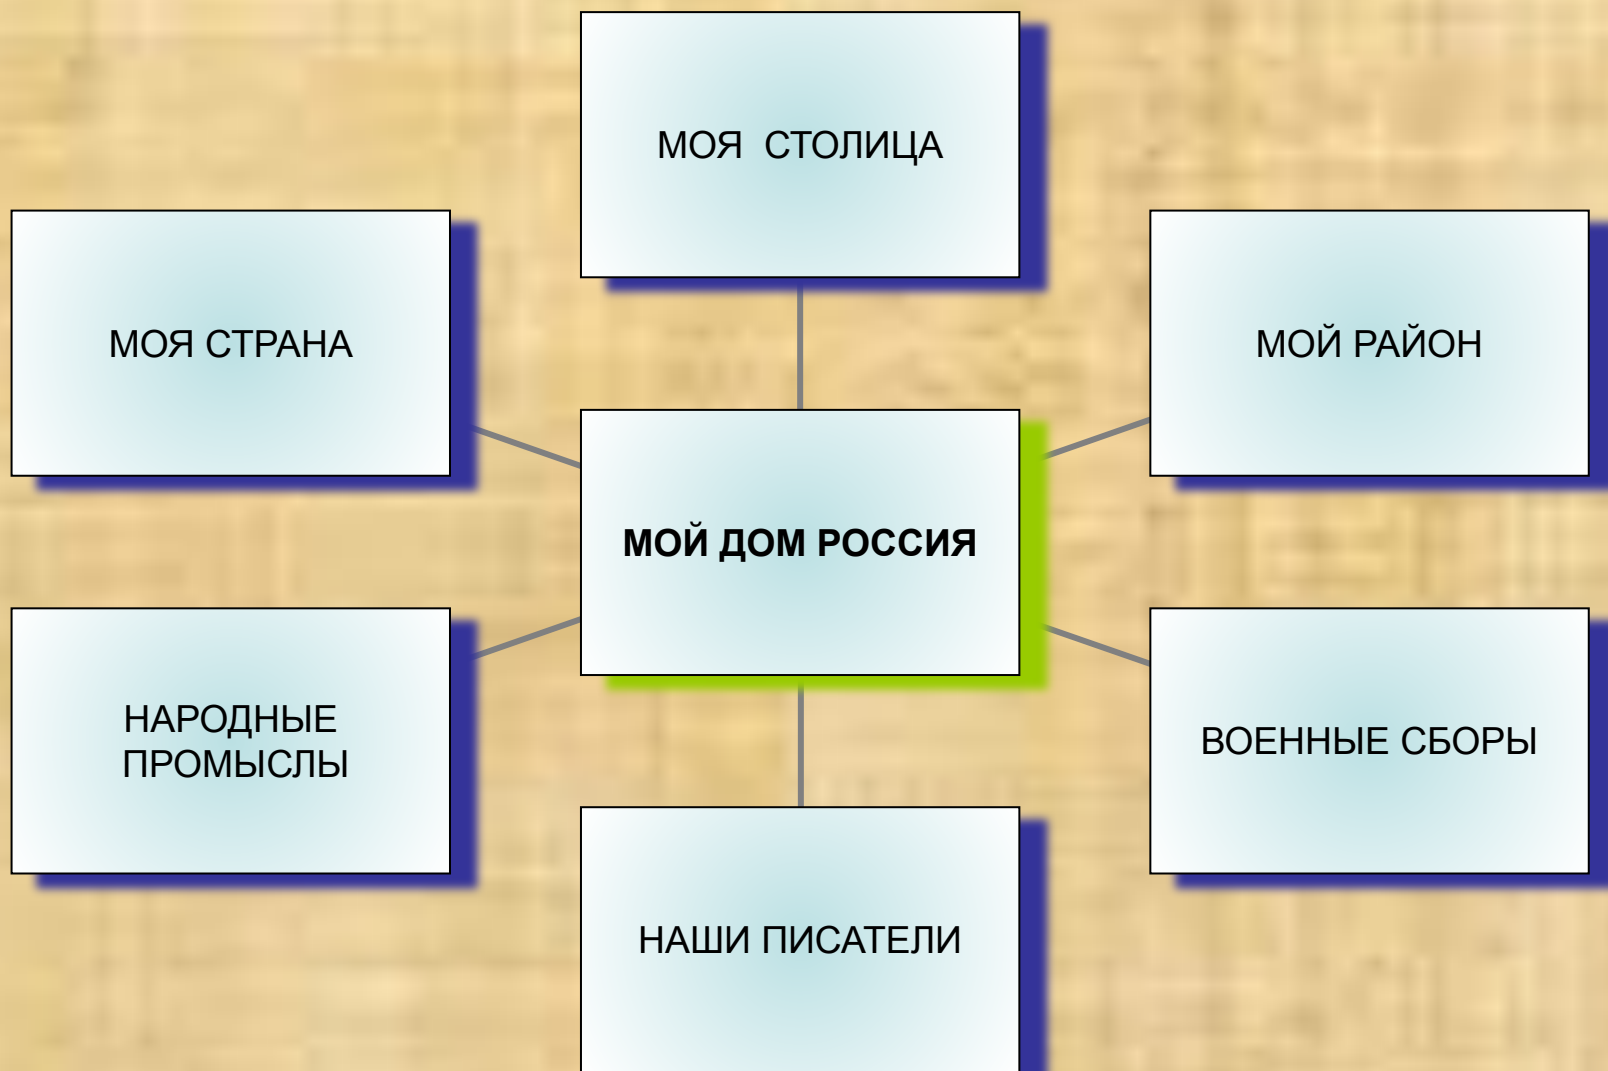 МОЯ СТОЛИЦА
МОЯ СТРАНА
МОЙ РАЙОН
МОЙ ДОМ РОССИЯ
НАРОДНЫЕ
ПРОМЫСЛЫ
ВОЕННЫЕ СБОРЫ
НАШИ ПИСАТЕЛИ